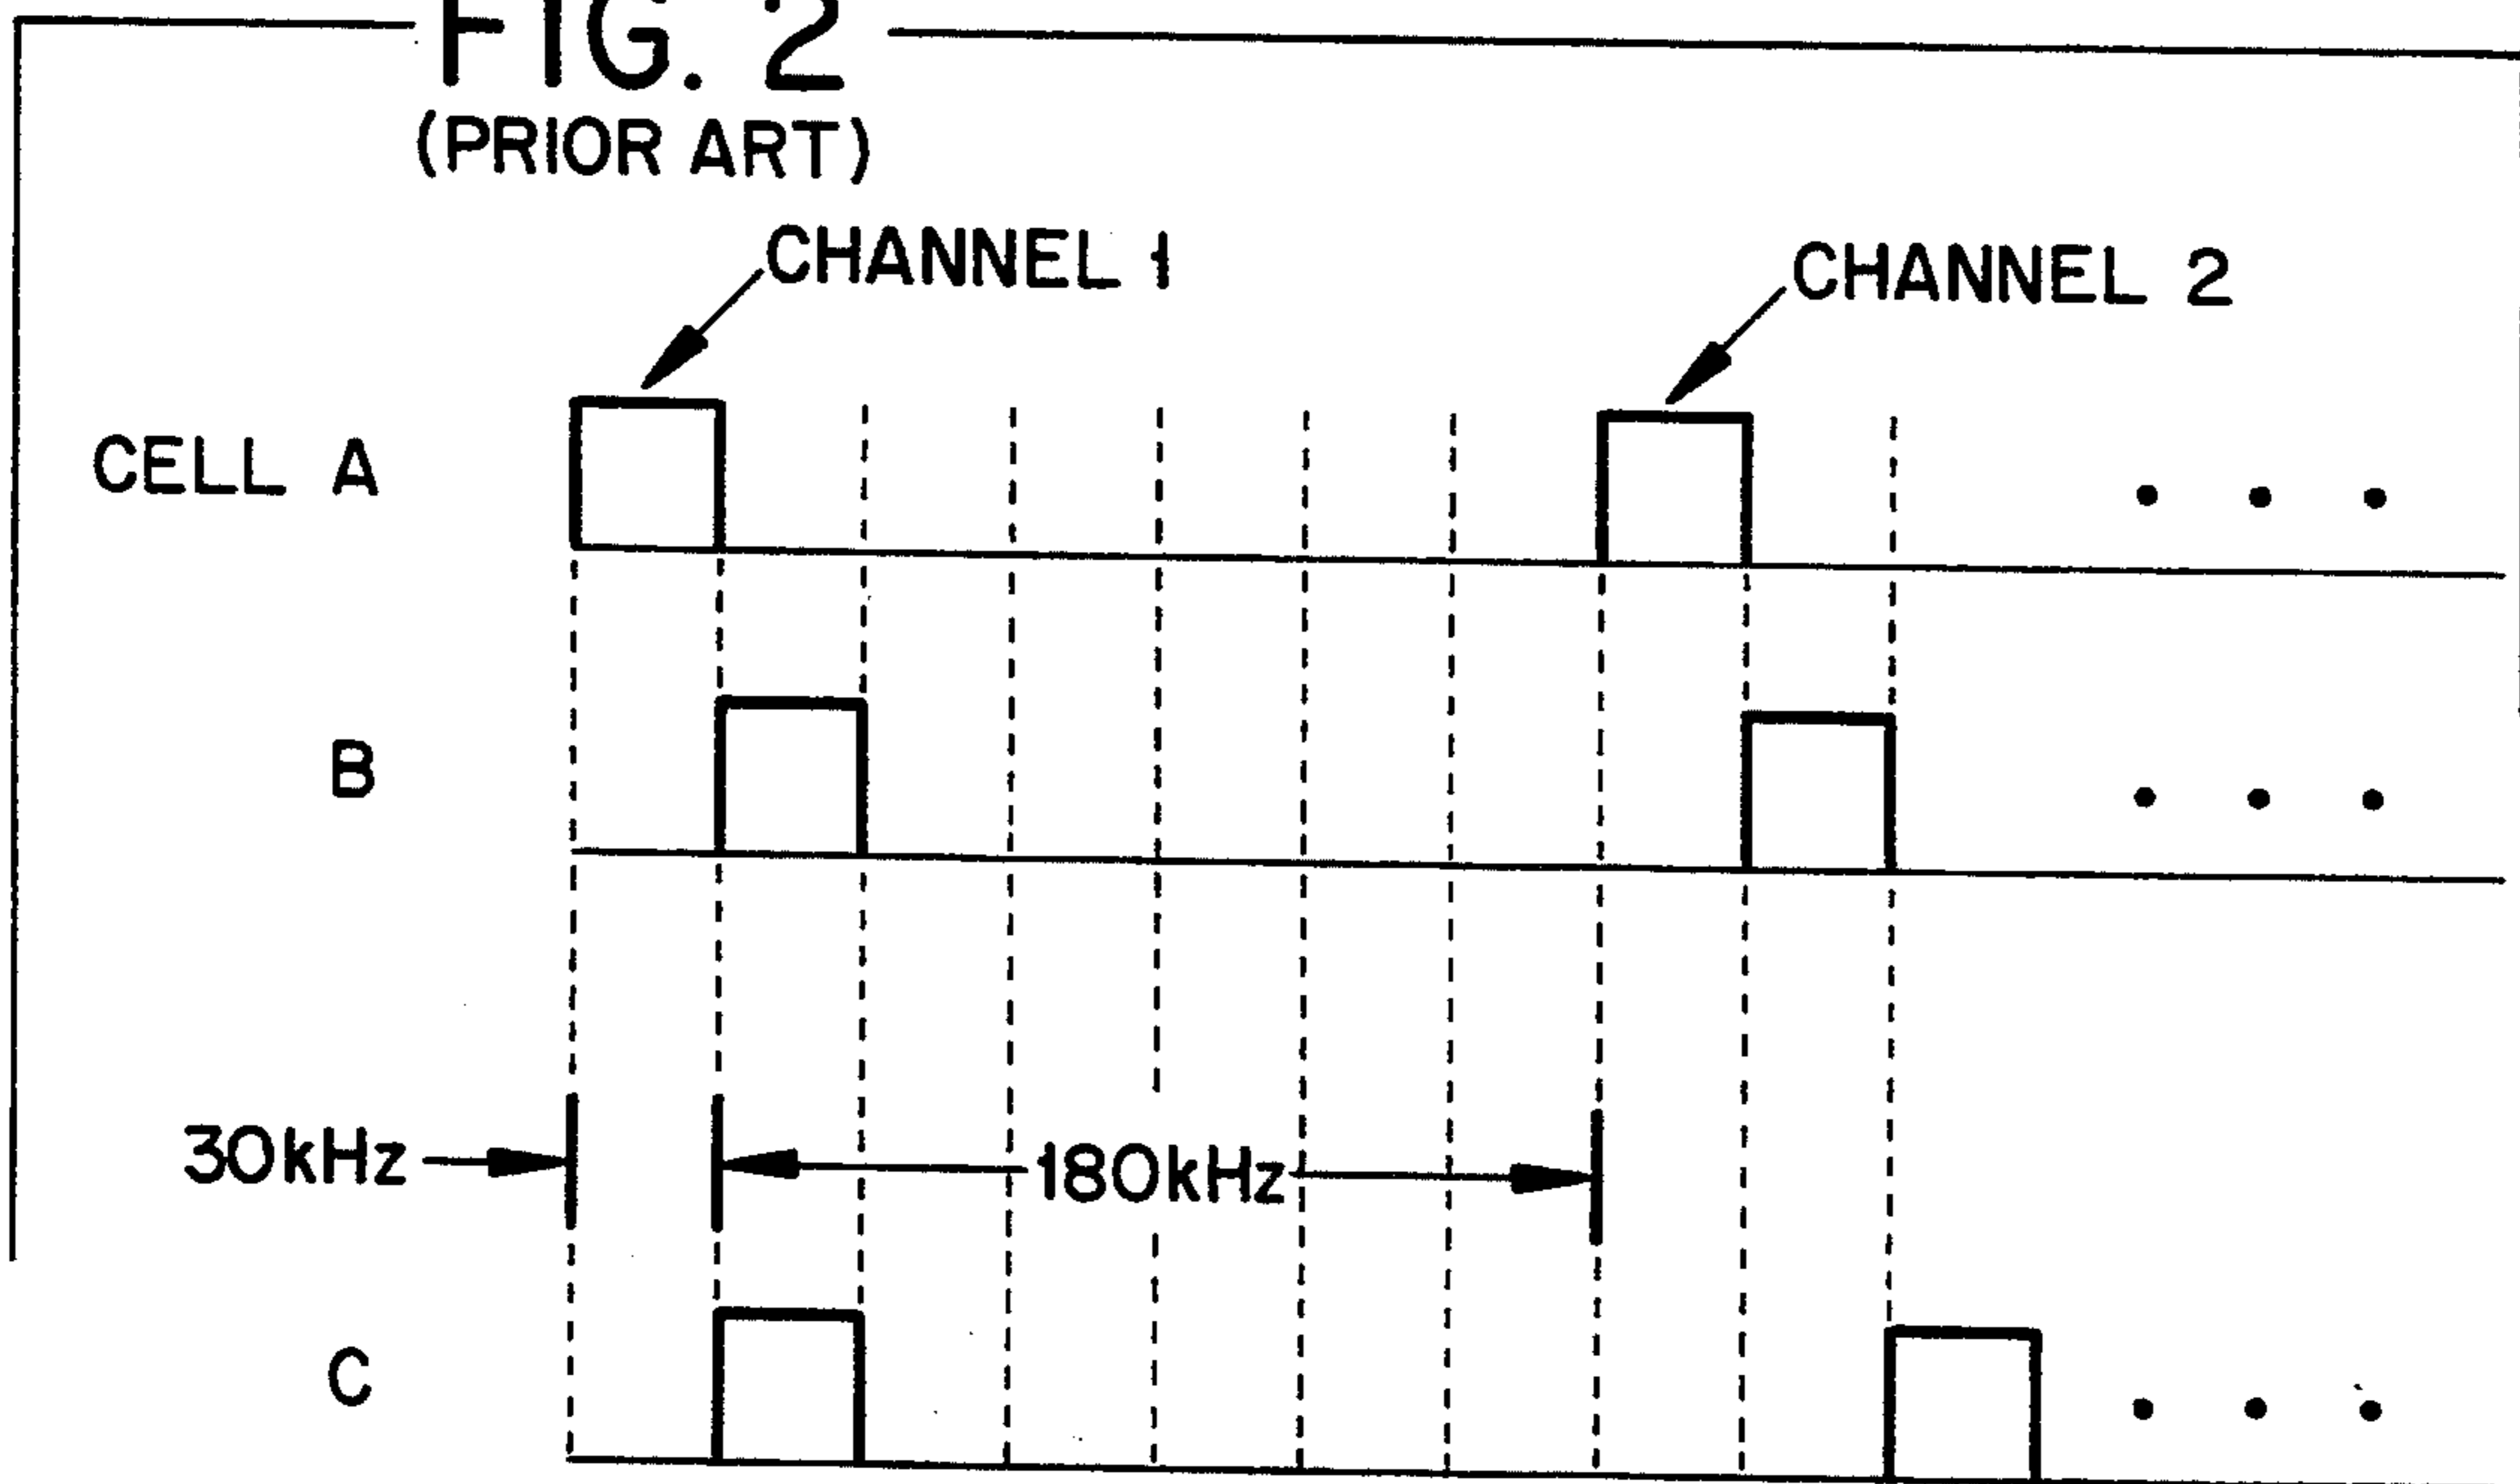 FIG. 2
(PRIOR ART)
CHANNEL 1
CHANNEL 2
CELL A
B
30kHz
180kHz
C